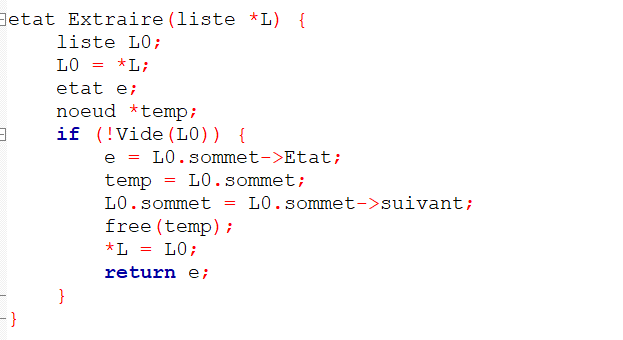 etat Extraire(liste *L) {
    liste L0;
    L0 = *L;
    etat e;
    noeud *temp;
    if (!Vide(L0)) {
        e = L0.sommet->Etat;
        temp = L0.sommet;
        L0.sommet = L0.sommet->suivant;
        free(temp);
        *L = L0;
        return e;
    }
}